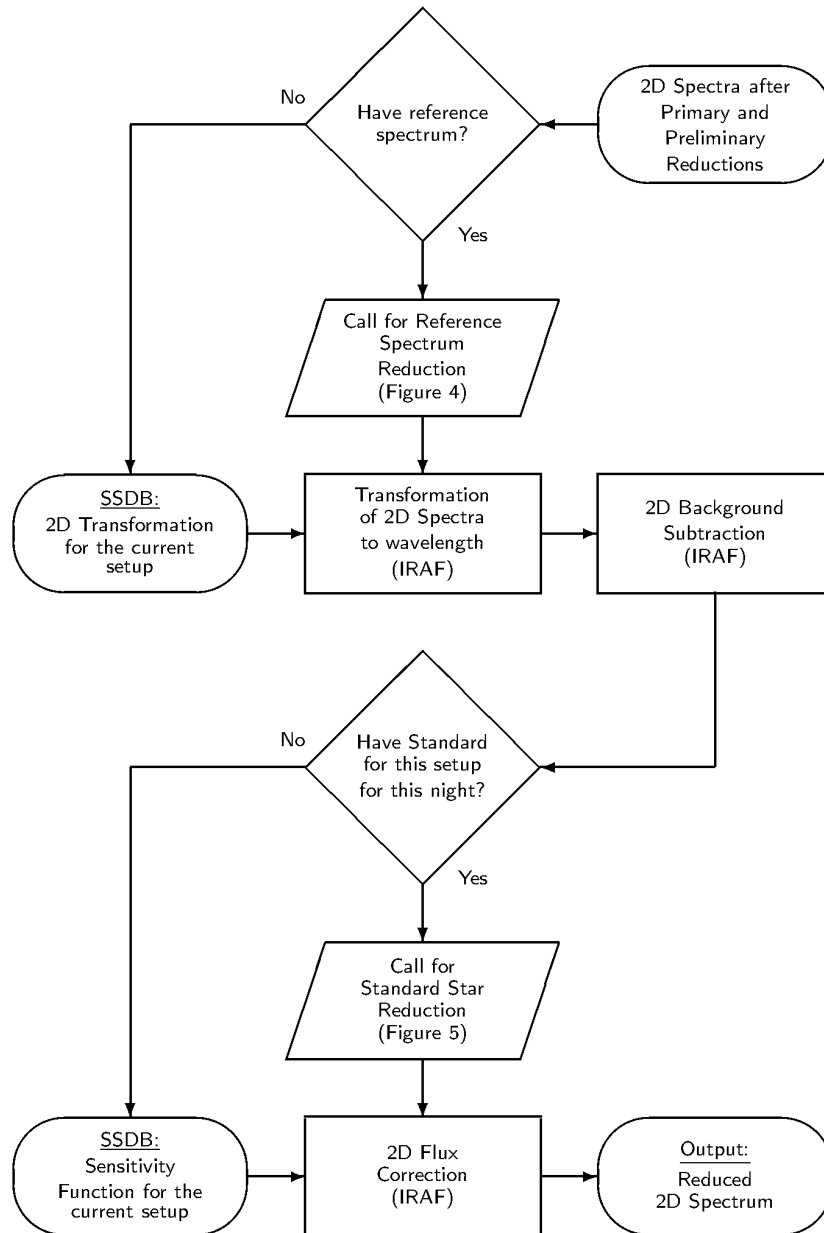 No
Have reference
spectrum?
2D Spectra after
Primary and
Preliminary
Reductions
Yes
Call for Reference
Spectrum
Reduction
(Figure 4)
SSDB:
2D Transformation
for the current
setup
Transformation
of 2D Spectra
to wavelength
(IRAF)
2D Background
Subtraction
(IRAF)
No
Have Standard
for this setup
for this night?
Yes
Call for
Standard Star
Reduction
(Figure 5)
SSDB:
Sensitivity
Function for the
current setup
2D Flux
Correction
(IRAF)
Output:
Reduced
2D Spectrum